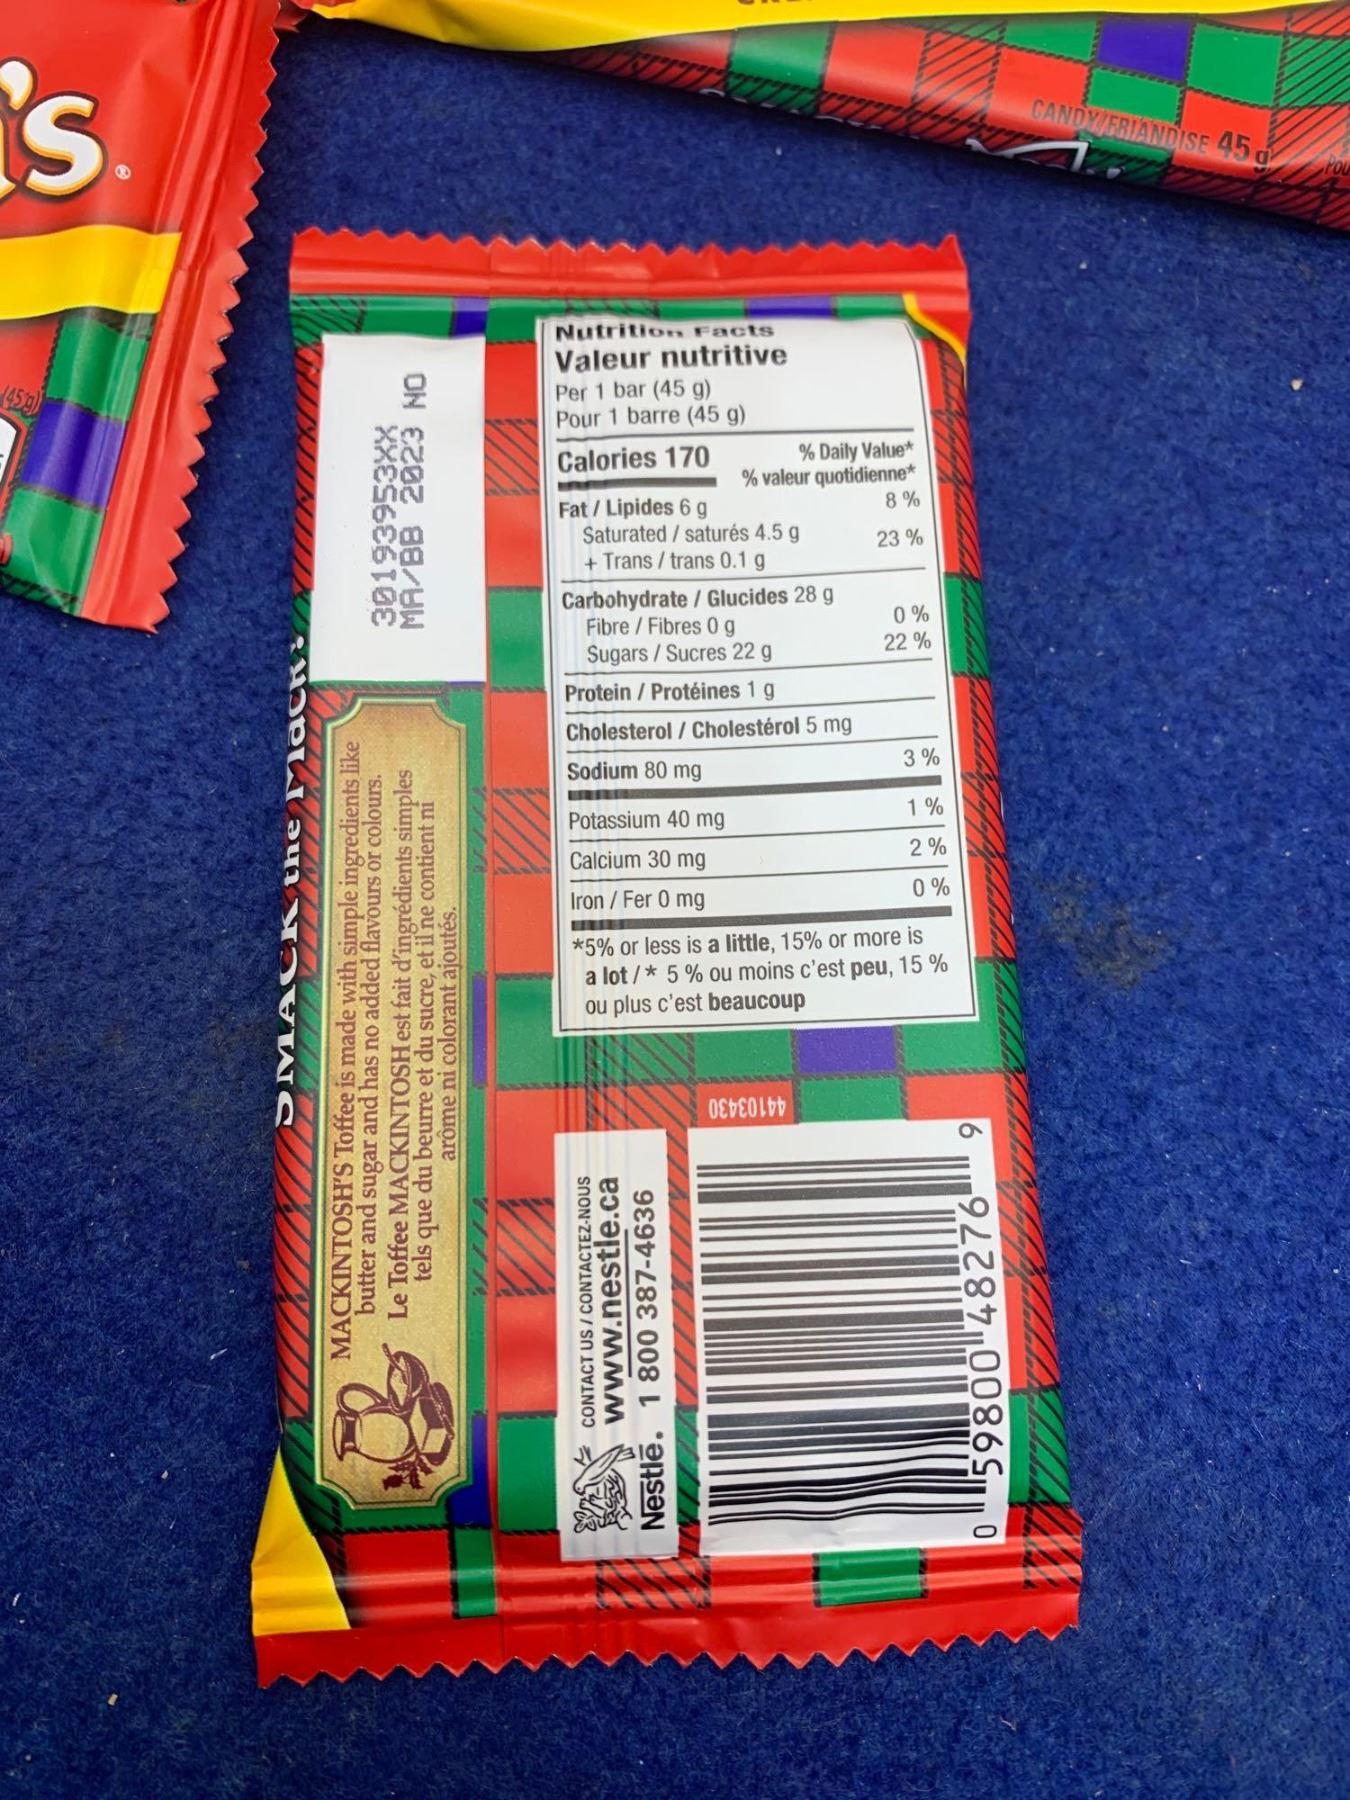 's®
(45 g)
CANDY/FRIANDISE 45 g
30193953XX
MA/BB 2023 NO
SMACK the Mack!
MACKINTOSH'S Toffee is made with simple ingredients like
butter and sugar and has no added flavours or colours.
Le Toffee MACKINTOSH est fait d'ingrédients simples
tels que du beurre et du sucre, et il ne contient ni
arôme ni colorant ajoutés.
Nutrition Facts
Valeur nutritive
Per 1 bar (45 g)
Pour 1 barre (45 g)
Calories 170
% Daily Value*
% valeur quotidienne*
Fat / Lipides 6 g 8 %
Saturated / saturés 4.5 g
+ Trans / trans 0.1 g 23 %
Carbohydrate / Glucides 28 g
Fibre / Fibres 0 g 0 %
Sugars / Sucres 22 g 22 %
Protein / Protéines 1 g
Cholesterol / Cholestérol 5 mg
Sodium 80 mg 3 %
Potassium 40 mg 1 %
Calcium 30 mg 2 %
Iron / Fer 0 mg 0 %
*5% or less is a little, 15% or more is
a lot / * 5 % ou moins c'est peu, 15 %
ou plus c'est beaucoup
44103430
CONTACT US / CONTACTEZ-NOUS
www.nestle.ca
Nestlé. 1 800 387-4636
0 59800 48276 9